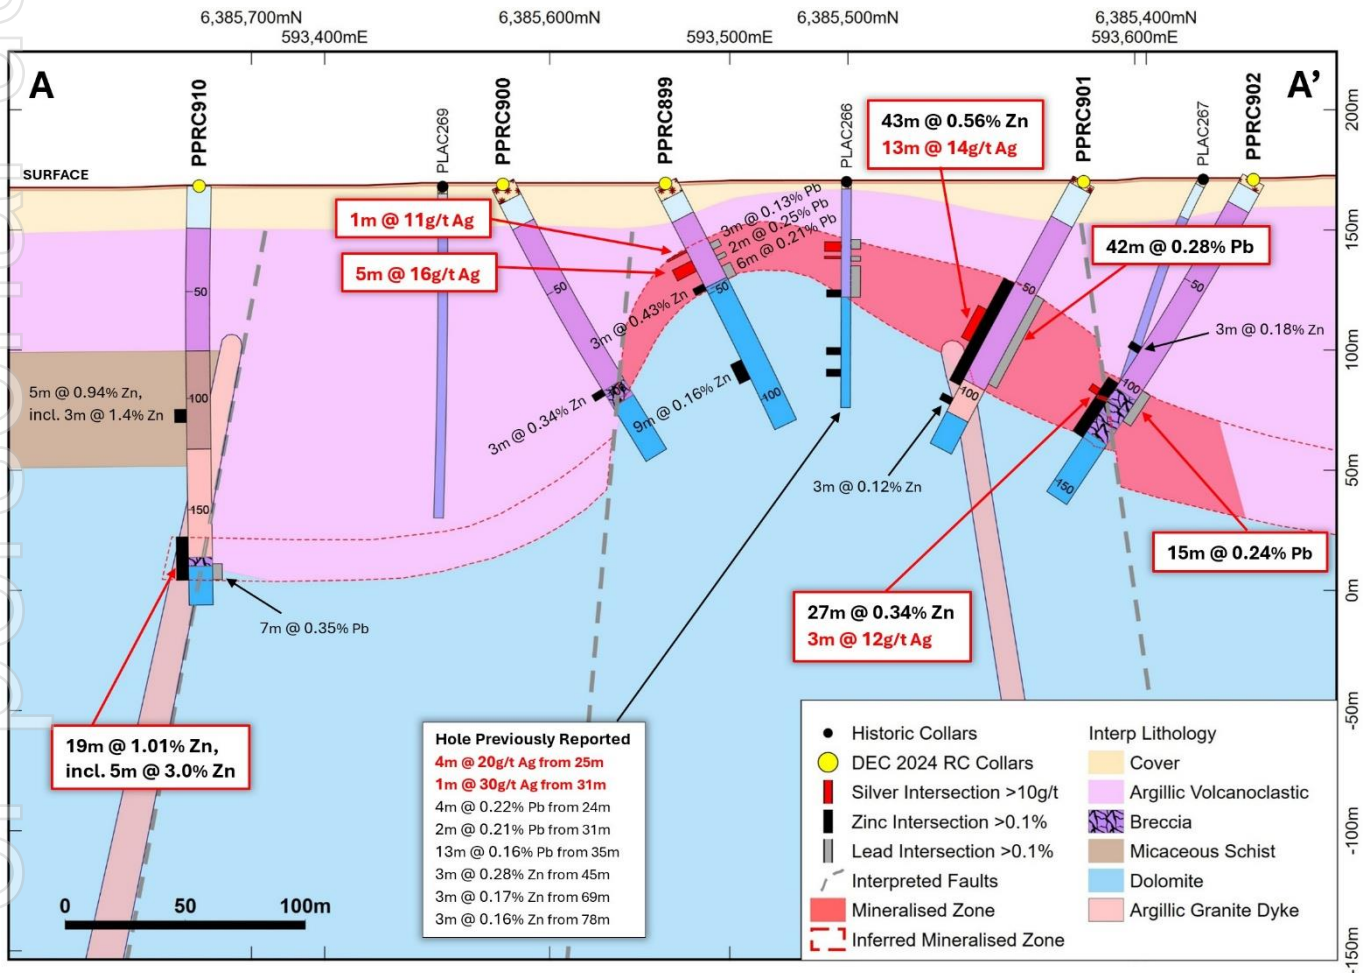 6,385,700mN
6,385,600mN
6,385,500mN
6,385,400mN
593,400mE
593,500mE
593,600mE
A
A'
PPRC910
PLAC269
PPRC900
PPRC899
PLAC266
PPRC901
PLAC267
PPRC902
200m
150m
100m
50m
0m
-50m
-100m
-150m
SURFACE
43m @ 0.56% Zn
13m @ 14g/t Ag
1m @ 11g/t Ag
5m @ 16g/t Ag
3m @ 0.13% Pb
2m @ 0.25% Pb
6m @ 0.21% Pb
42m @ 0.28% Pb
3m @ 0.43% Zn
3m @ 0.18% Zn
5m @ 0.94% Zn,
incl. 3m @ 1.4% Zn
3m @ 0.34% Zn
9m @ 0.16% Zn
3m @ 0.12% Zn
50
100
150
50
100
50
100
50
100
50
100
150
15m @ 0.24% Pb
27m @ 0.34% Zn
3m @ 12g/t Ag
7m @ 0.35% Pb
19m @ 1.01% Zn,
incl. 5m @ 3.0% Zn
Hole Previously Reported
4m @ 20g/t Ag from 25m
1m @ 30g/t Ag from 31m
4m @ 0.22% Pb from 24m
2m @ 0.21% Pb from 31m
13m @ 0.16% Pb from 35m
3m @ 0.28% Zn from 45m
3m @ 0.17% Zn from 69m
3m @ 0.16% Zn from 78m
0 50 100m
Historic Collars
DEC 2024 RC Collars
Silver Intersection >10g/t
Zinc Intersection >0.1%
Lead Intersection >0.1%
Interpreted Faults
Mineralised Zone
Inferred Mineralised Zone
Interp Lithology
Cover
Argillic Volcanoclastic
Breccia
Micaceous Schist
Dolomite
Argillic Granite Dyke